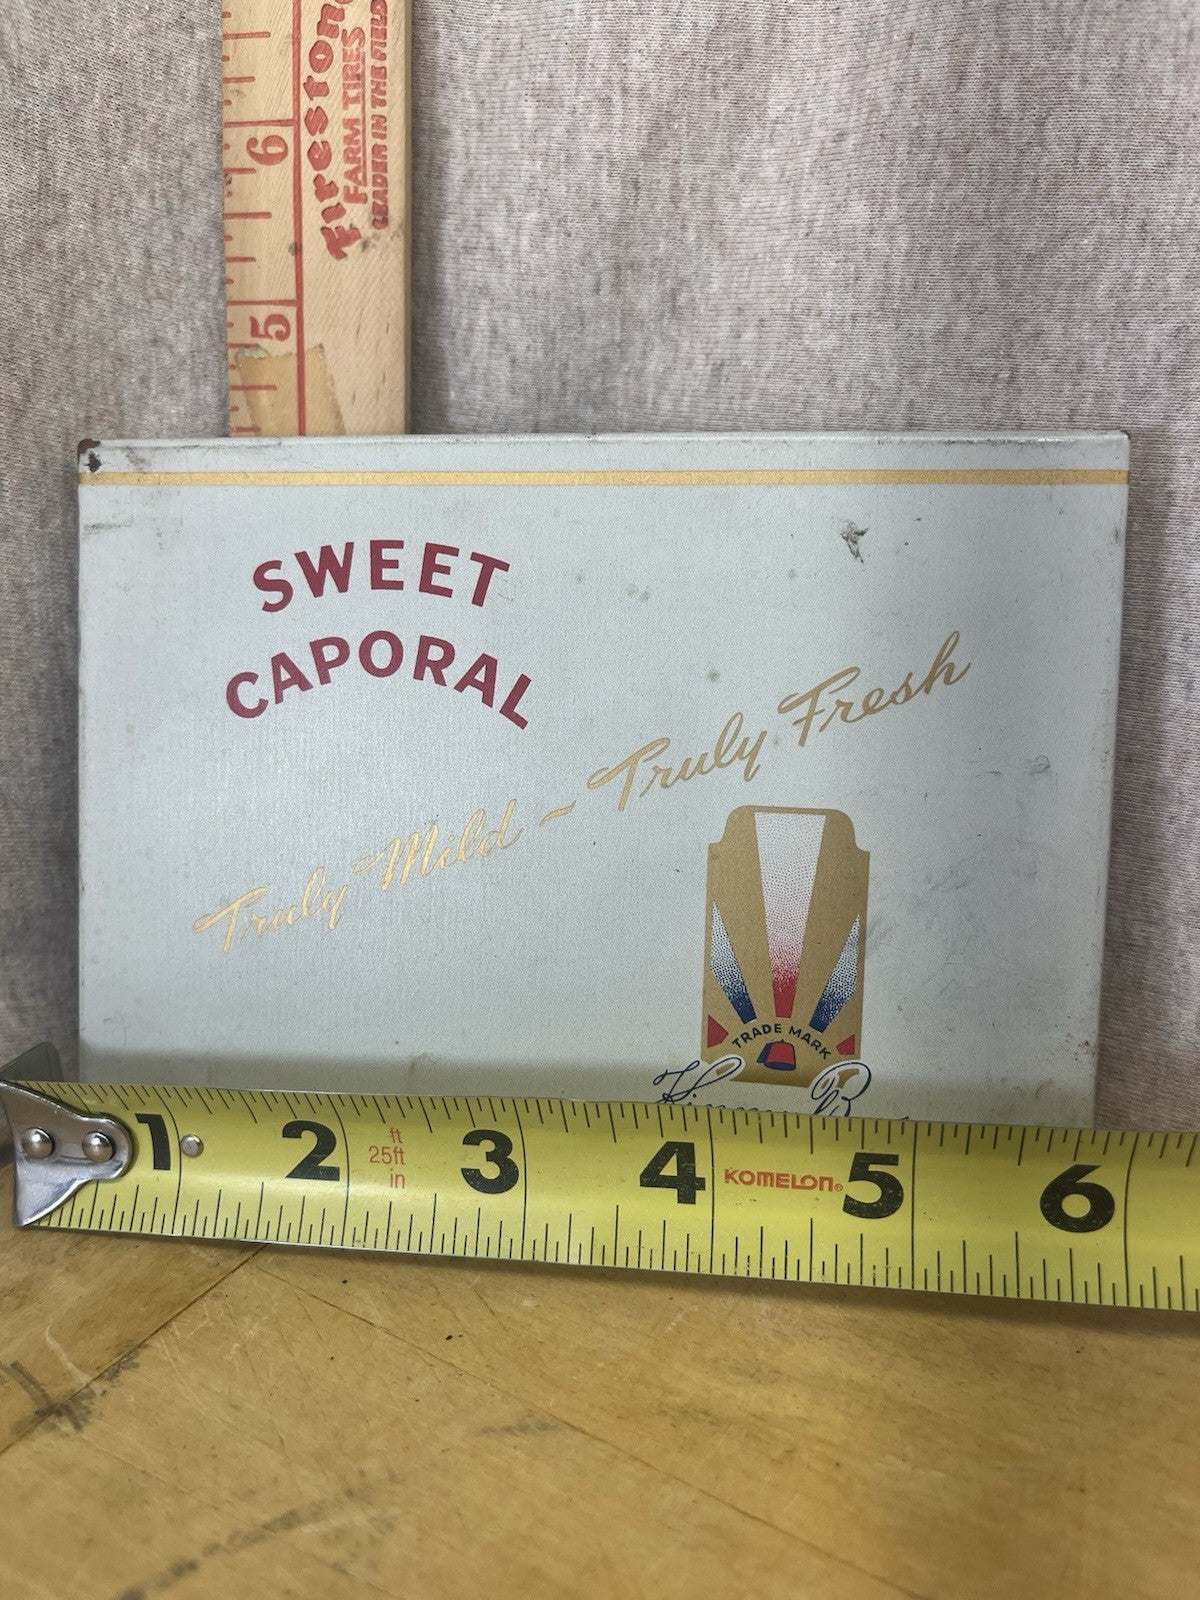 Firestone
FARM TIRES
LEADER IN THE FIELD
6
5
SWEET
CAPORAL
Truly Mild ~ Truly Fresh
TRADE MARK
1 2 3 4 5 6
ft
25ft
in
KOMELON®